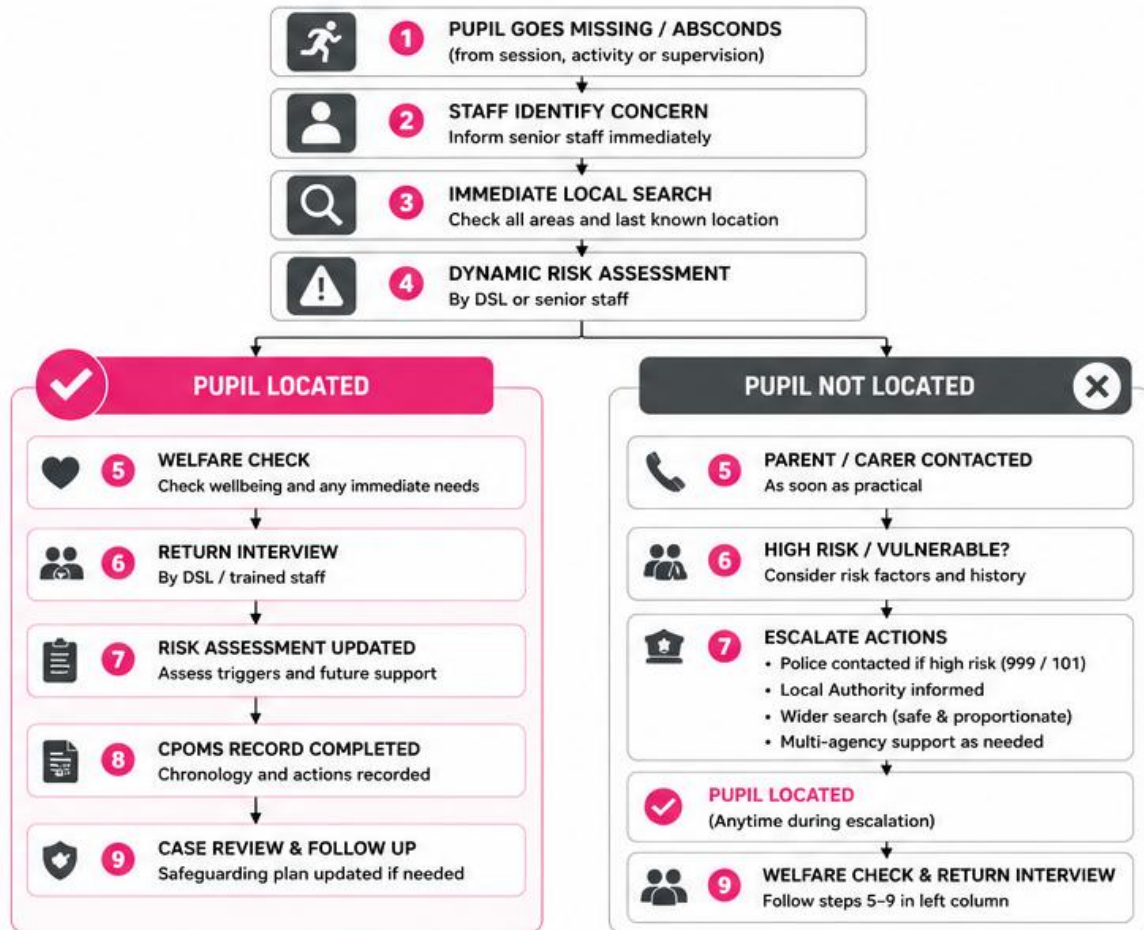 1 PUPIL GOES MISSING / ABSCONDS
(from session, activity or supervision)
2 STAFF IDENTIFY CONCERN
Inform senior staff immediately
3 IMMEDIATE LOCAL SEARCH
Check all areas and last known location
4 DYNAMIC RISK ASSESSMENT
By DSL or senior staff
PUPIL LOCATED
5 WELFARE CHECK
Check wellbeing and any immediate needs
6 RETURN INTERVIEW
By DSL / trained staff
7 RISK ASSESSMENT UPDATED
Assess triggers and future support
8 CPOMS RECORD COMPLETED
Chronology and actions recorded
9 CASE REVIEW & FOLLOW UP
Safeguarding plan updated if needed
PUPIL NOT LOCATED
5 PARENT / CARER CONTACTED
As soon as practical
6 HIGH RISK / VULNERABLE?
Consider risk factors and history
7 ESCALATE ACTIONS
• Police contacted if high risk (999 / 101)
• Local Authority informed
• Wider search (safe & proportionate)
• Multi-agency support as needed
PUPIL LOCATED
(Anytime during escalation)
9 WELFARE CHECK & RETURN INTERVIEW
Follow steps 5–9 in left column